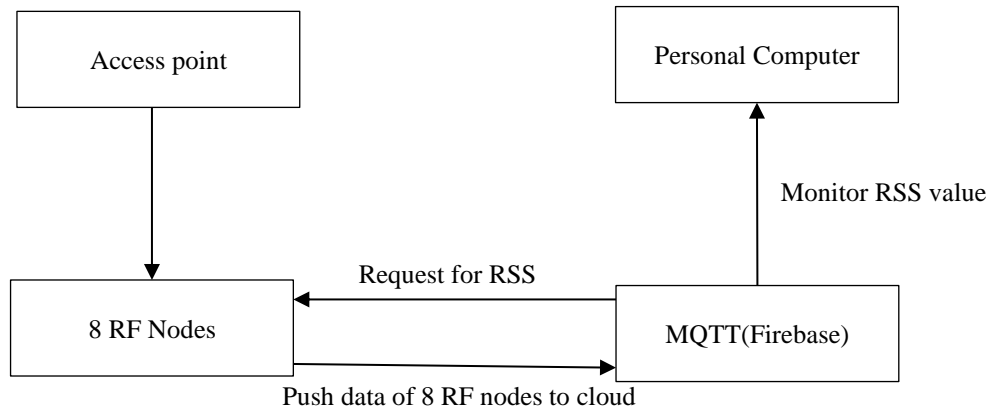 Access point
Personal Computer
Monitor RSS value
Request for RSS
8 RF Nodes
MQTT(Firebase)
Push data of 8 RF nodes to cloud